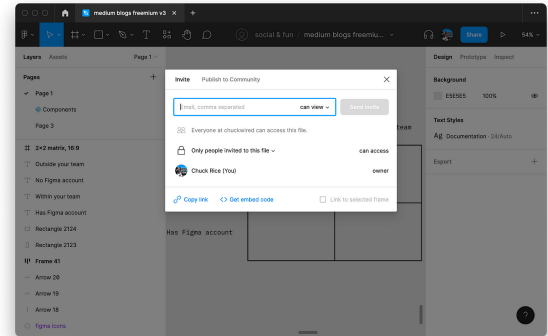 medium blogs freemium v3
social & fun / medium blogs freemiu...
Share
54%
Layers Assets Page 1
Design Prototype Inspect
Pages
Page 1
Components
Page 3
2×2 matrix, 16:9
Outside your team
No Figma account
Within your team
Has Figma account
Rectangle 2124
Rectangle 2123
Frame 41
Arrow 20
Arrow 19
Arrow 18
figma icons
Invite Publish to Community
Email, comma separated can view Send invite
Everyone at chuckwired can access this file.
Only people invited to this file can access
Chuck Rice (You) owner
Copy link <> Get embed code Link to selected frame
team
Has Figma account
Background
E5E5E5 100%
Text Styles
Ag Documentation · 24/Auto
Export
?